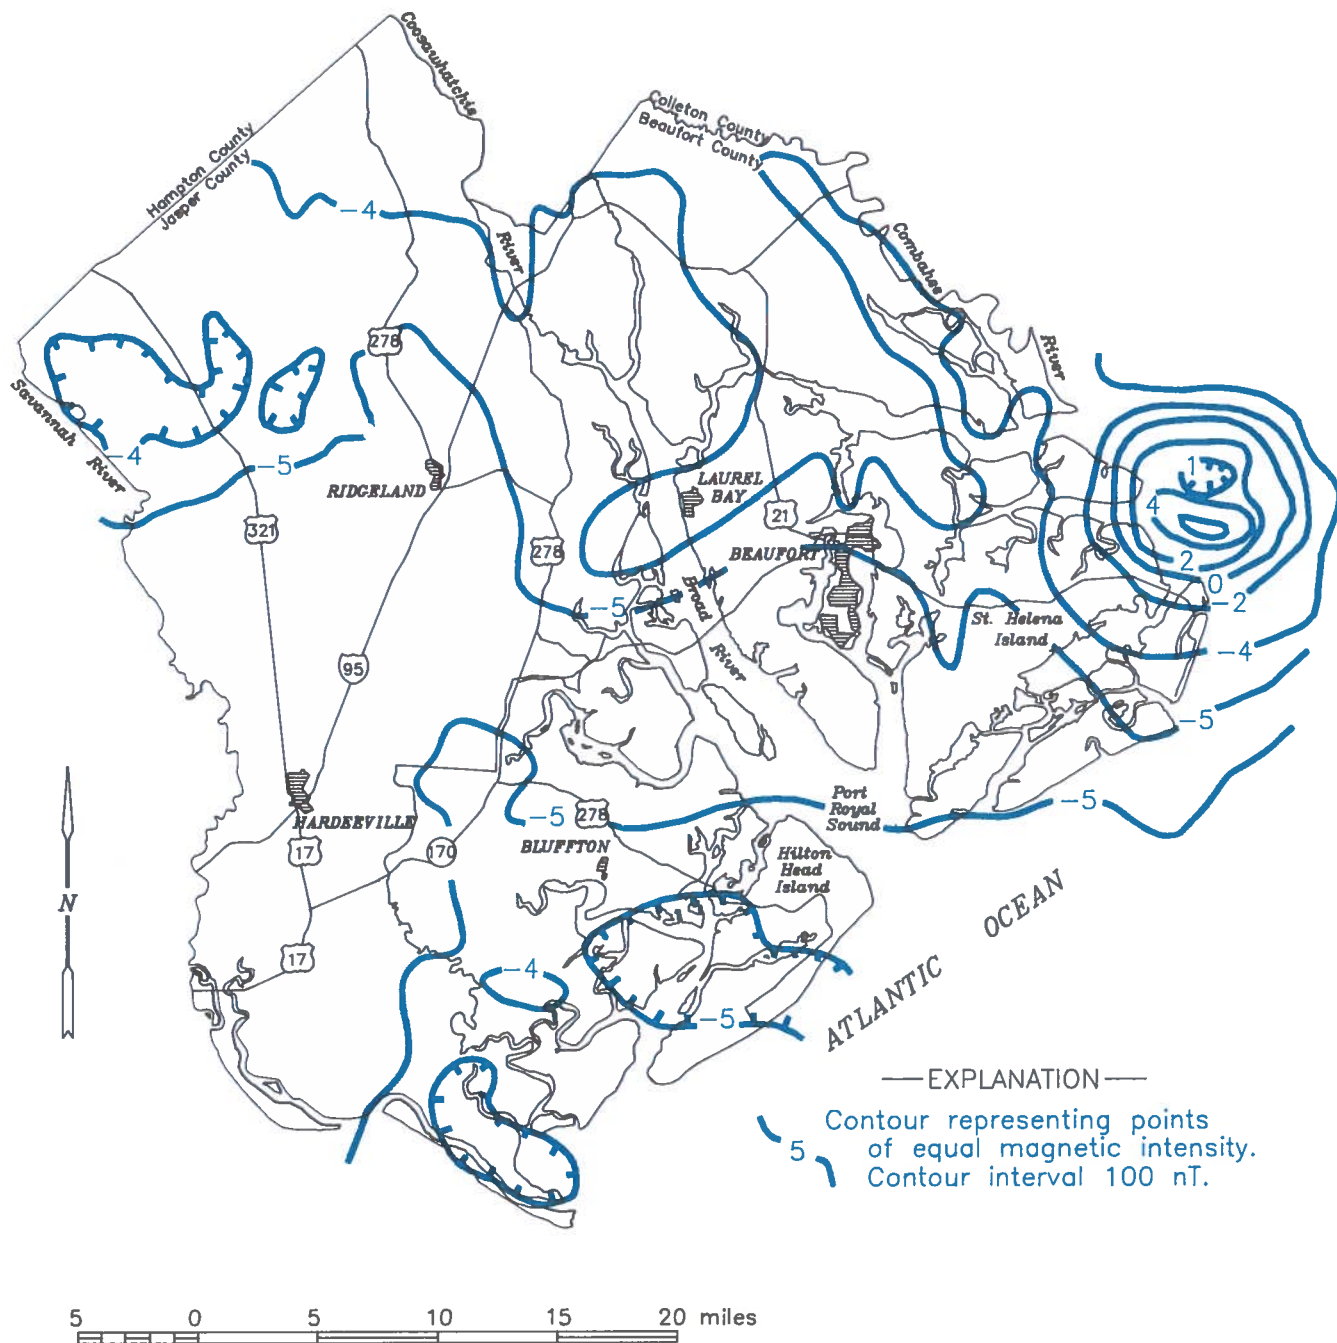 Coosawhatchie
Colleton County
Beaufort County
Hampton County
Jasper County
-4
River
Combahee
River
278
Savannah
River
-4
-5
RIDGELAND
LAUREL
BAY
1
4
2
0
-2
321
278
21
BEAUFORT
-5
Broad
River
St. Helena
Island
-4
95
-5
-5
278
Port
Royal
Sound
-5
HARDEEVILLE
17
170
BLUFFTON
Hilton
Head
Island
N
17
-4
-5
ATLANTIC OCEAN
EXPLANATION
5
Contour representing points
of equal magnetic intensity.
Contour interval 100 nT.
5 0 5 10 15 20 miles